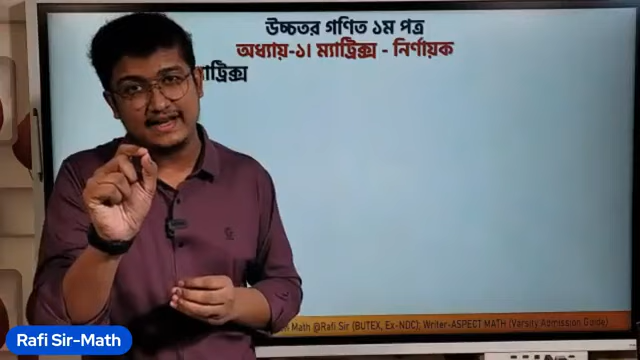 উচ্চতর গণিত ১ম পত্র
অধ্যায়-১। ম্যাট্রিক্স - নির্ণায়ক
ম্যাট্রিক্স
Math @Rafi Sir (BUTEX, Ex-NDC), Writer-ASPECT MATH (Varsity Admission Guide)
Rafi Sir-Math